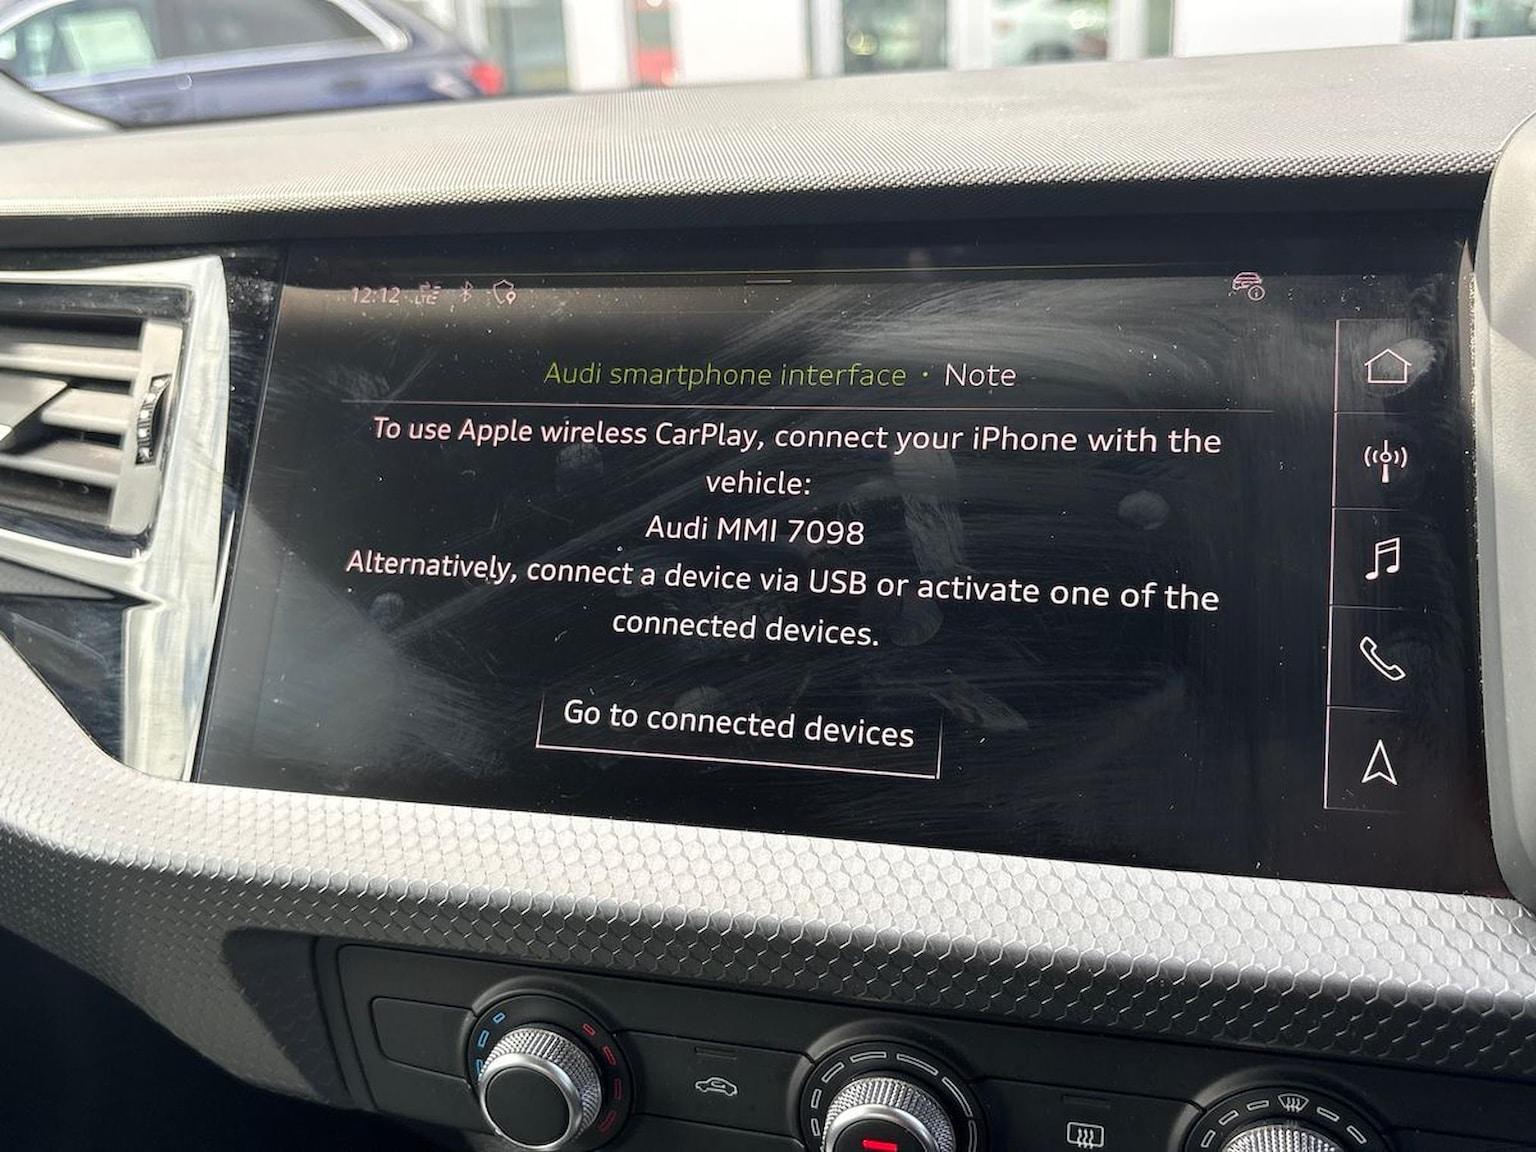 12:12 LTE
Audi smartphone interface · Note
To use Apple wireless CarPlay, connect your iPhone with the
vehicle:
Audi MMI 7098
Alternatively, connect a device via USB or activate one of the
connected devices.
Go to connected devices